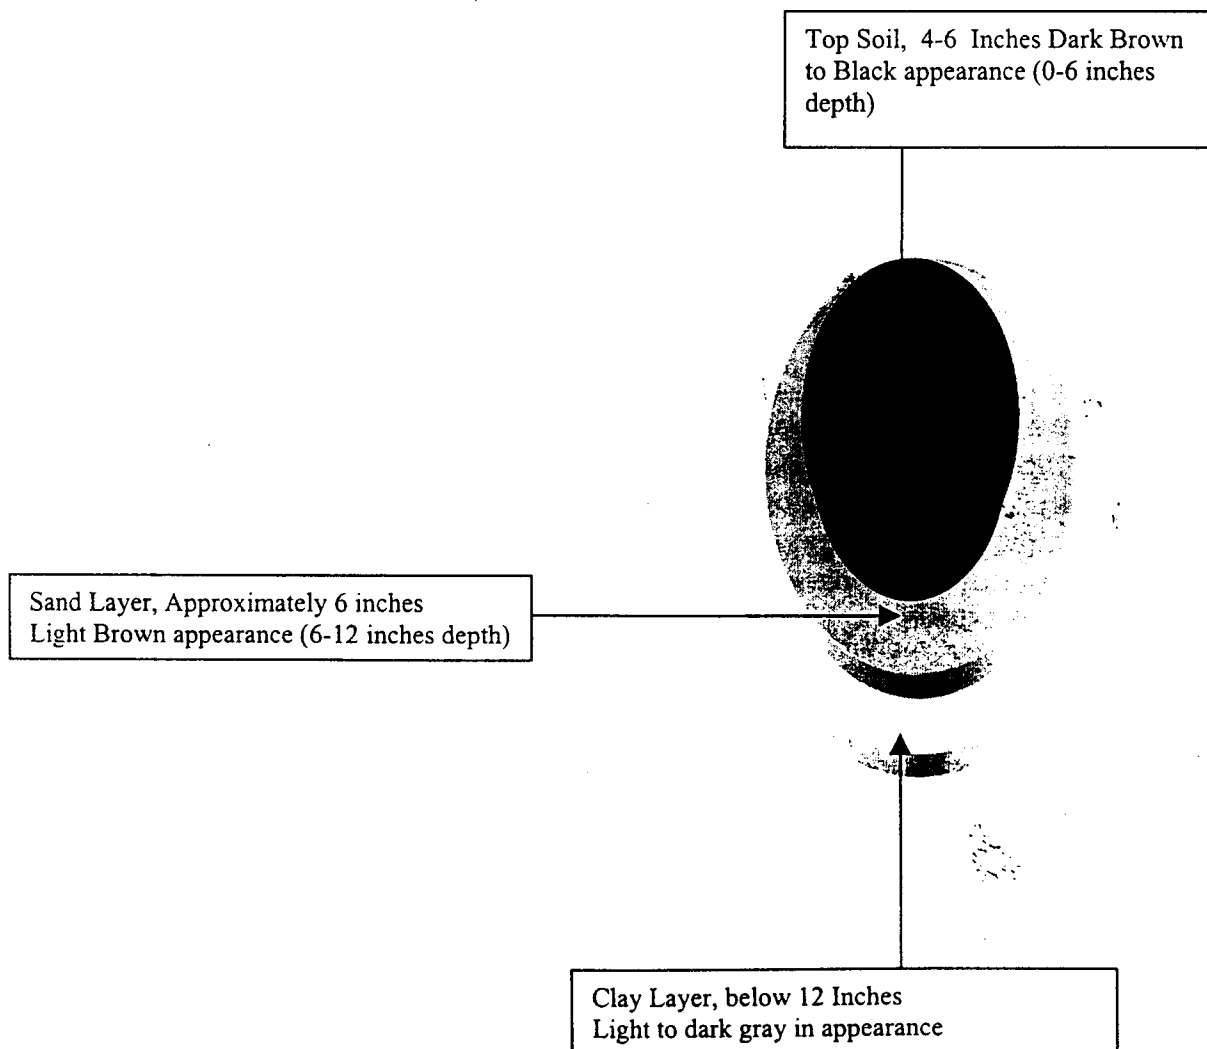 Top Soil, 4-6 Inches Dark Brown
to Black appearance (0-6 inches
depth)
Sand Layer, Approximately 6 inches
Light Brown appearance (6-12 inches depth)
Clay Layer, below 12 Inches
Light to dark gray in appearance